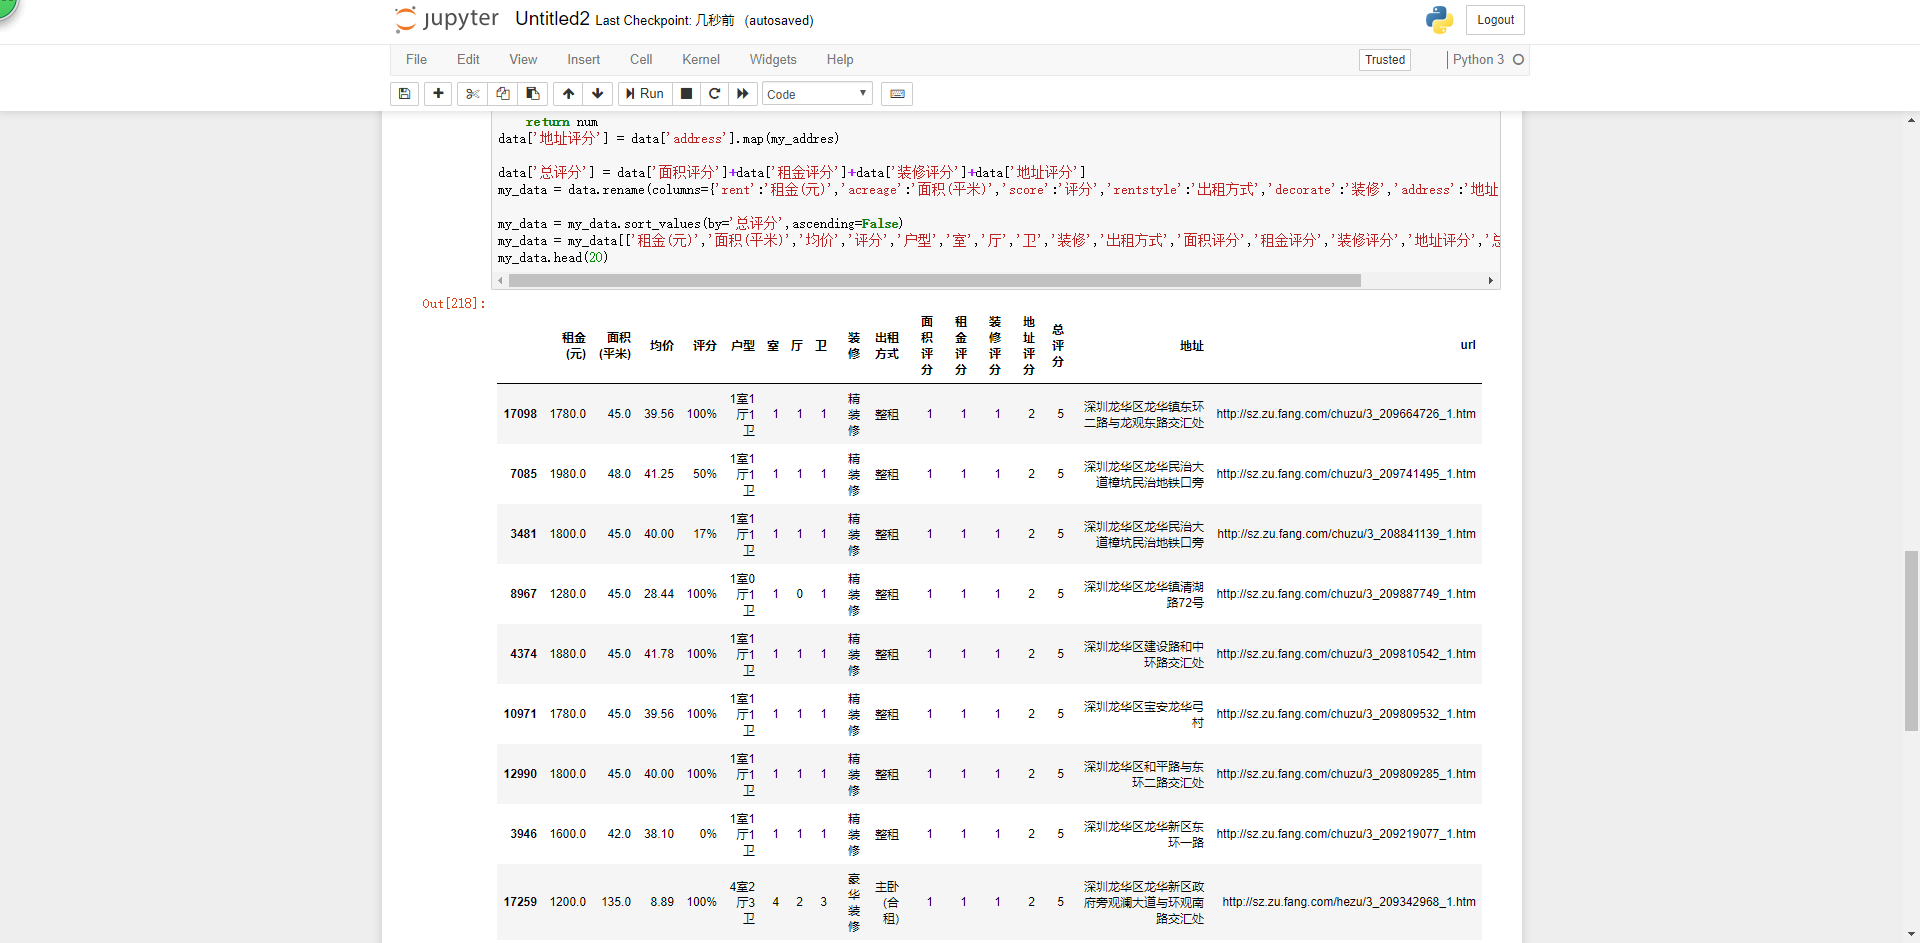 jupyter Untitled2 Last Checkpoint: 几秒前 (autosaved) Logout
File Edit View Insert Cell Kernel Widgets Help Trusted Python 3
Run Code
return num
data['地址评分'] = data['address'].map(my_addres)
data['总评分'] = data['面积评分']+data['租金评分']+data['装修评分']+data['地址评分']
my_data = data.rename(columns={'rent':'租金(元)','acreage':'面积(平米)','score':'评分','rentstyle':'出租方式','decorate':'装修','address':'地址
my_data = my_data.sort_values(by='总评分',ascending=False)
my_data = my_data[['租金(元)','面积(平米)','均价','评分','户型','室','厅','卫','装修','出租方式','面积评分','租金评分','装修评分','地址评分','总
my_data.head(20)
Out[218]:
租金(元) 面积(平米) 均价 评分 户型 室 厅 卫 装修 出租方式 面积评分 租金评分 装修评分 地址评分 总评分 地址 url
17098 1780.0 45.0 39.56 100% 1室1厅1卫 1 1 1 精装修 整租 1 1 1 2 5 深圳龙华区龙华镇东环二路与龙观东路交汇处 http://sz.zu.fang.com/chuzu/3_209664726_1.htm
7085 1980.0 48.0 41.25 50% 1室1厅1卫 1 1 1 精装修 整租 1 1 1 2 5 深圳龙华区龙华民治大道樟坑民治地铁口旁 http://sz.zu.fang.com/chuzu/3_209741495_1.htm
3481 1800.0 45.0 40.00 17% 1室1厅1卫 1 1 1 精装修 整租 1 1 1 2 5 深圳龙华区龙华民治大道樟坑民治地铁口旁 http://sz.zu.fang.com/chuzu/3_208841139_1.htm
8967 1280.0 45.0 28.44 100% 1室0厅1卫 1 0 1 精装修 整租 1 1 1 2 5 深圳龙华区龙华镇清湖路72号 http://sz.zu.fang.com/chuzu/3_209887749_1.htm
4374 1880.0 45.0 41.78 100% 1室1厅1卫 1 1 1 精装修 整租 1 1 1 2 5 深圳龙华区建设路和中环路交汇处 http://sz.zu.fang.com/chuzu/3_209810542_1.htm
10971 1780.0 45.0 39.56 100% 1室1厅1卫 1 1 1 精装修 整租 1 1 1 2 5 深圳龙华区宝安龙华弓村 http://sz.zu.fang.com/chuzu/3_209809532_1.htm
12990 1800.0 45.0 40.00 100% 1室1厅1卫 1 1 1 精装修 整租 1 1 1 2 5 深圳龙华区和平路与东环二路交汇处 http://sz.zu.fang.com/chuzu/3_209809285_1.htm
3946 1600.0 42.0 38.10 0% 1室1厅1卫 1 1 1 精装修 整租 1 1 1 2 5 深圳龙华区龙华新区东环一路 http://sz.zu.fang.com/chuzu/3_209219077_1.htm
17259 1200.0 135.0 8.89 100% 4室2厅3卫 4 2 3 豪华装修 主卧(合租) 1 1 1 2 5 深圳龙华区龙华新区政府旁观澜大道与环观南路交汇处 http://sz.zu.fang.com/hezu/3_209342968_1.htm